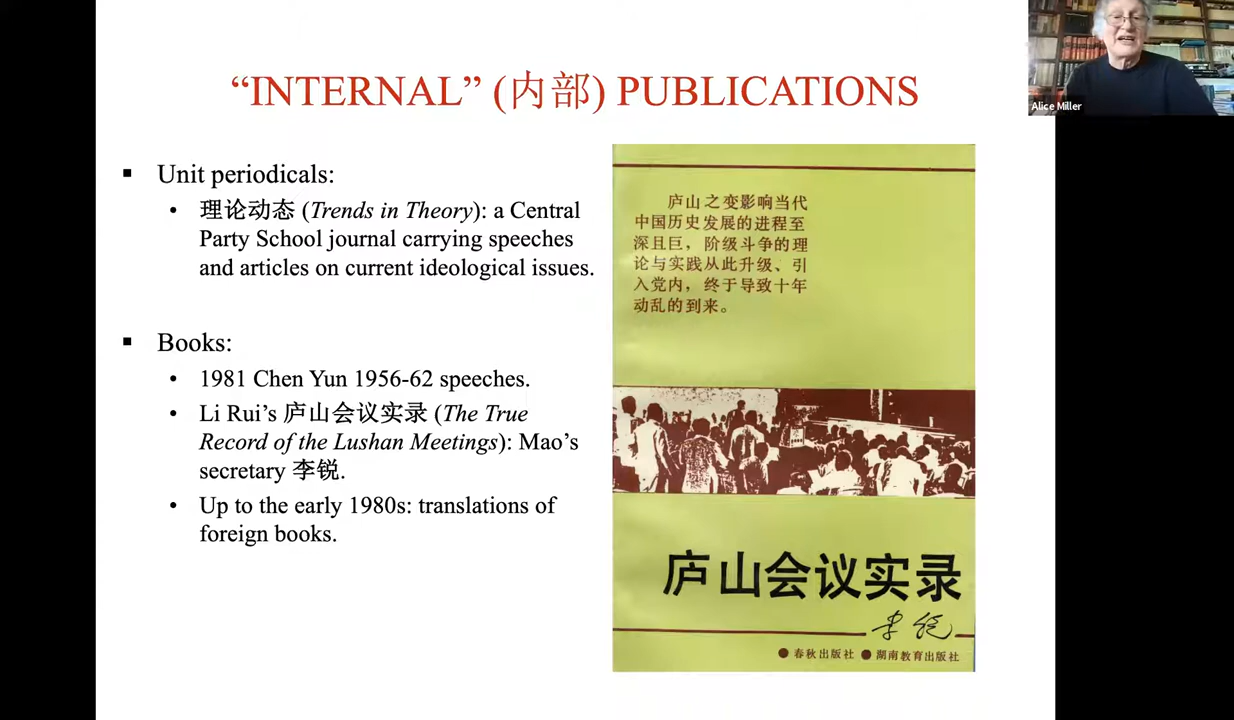 “INTERNAL” (内部) PUBLICATIONS
Alice Miller
▪ Unit periodicals:
• 理论动态 (Trends in Theory): a Central
Party School journal carrying speeches
and articles on current ideological issues.
▪ Books:
• 1981 Chen Yun 1956-62 speeches.
• Li Rui’s 庐山会议实录 (The True
Record of the Lushan Meetings): Mao’s
secretary 李锐.
• Up to the early 1980s: translations of
foreign books.
庐山之变影响当代
中国历史发展的进程至
深且巨，阶级斗争的理
论与实践从此升级、引
入党内，终于导致十年
动乱的到来。
庐山会议实录
李锐
●春秋出版社 ●湖南教育出版社